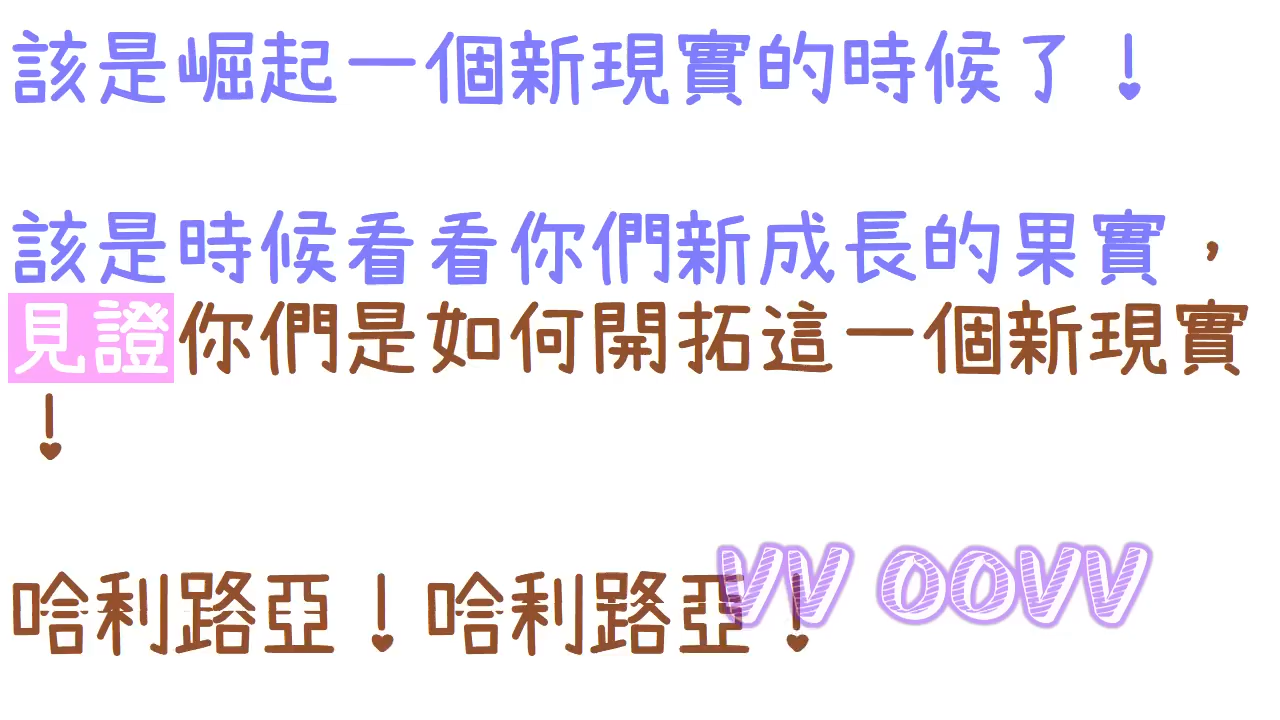 該是崛起一個新現實的時候了！
該是時候看看你們新成長的果實，
見證你們是如何開拓這一個新現實
！
哈利路亞！哈利路亞！
VV OOVV